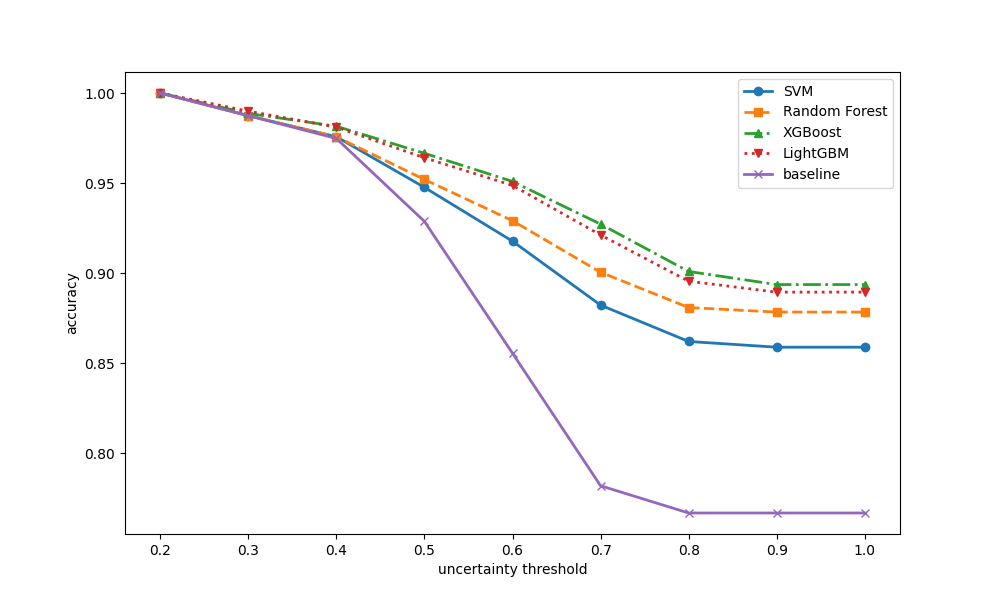 SVM
Random Forest
XGBoost
LightGBM
baseline
1.00
0.95
0.90
0.85
0.80
accuracy
0.2 0.3 0.4 0.5 0.6 0.7 0.8 0.9 1.0
uncertainty threshold